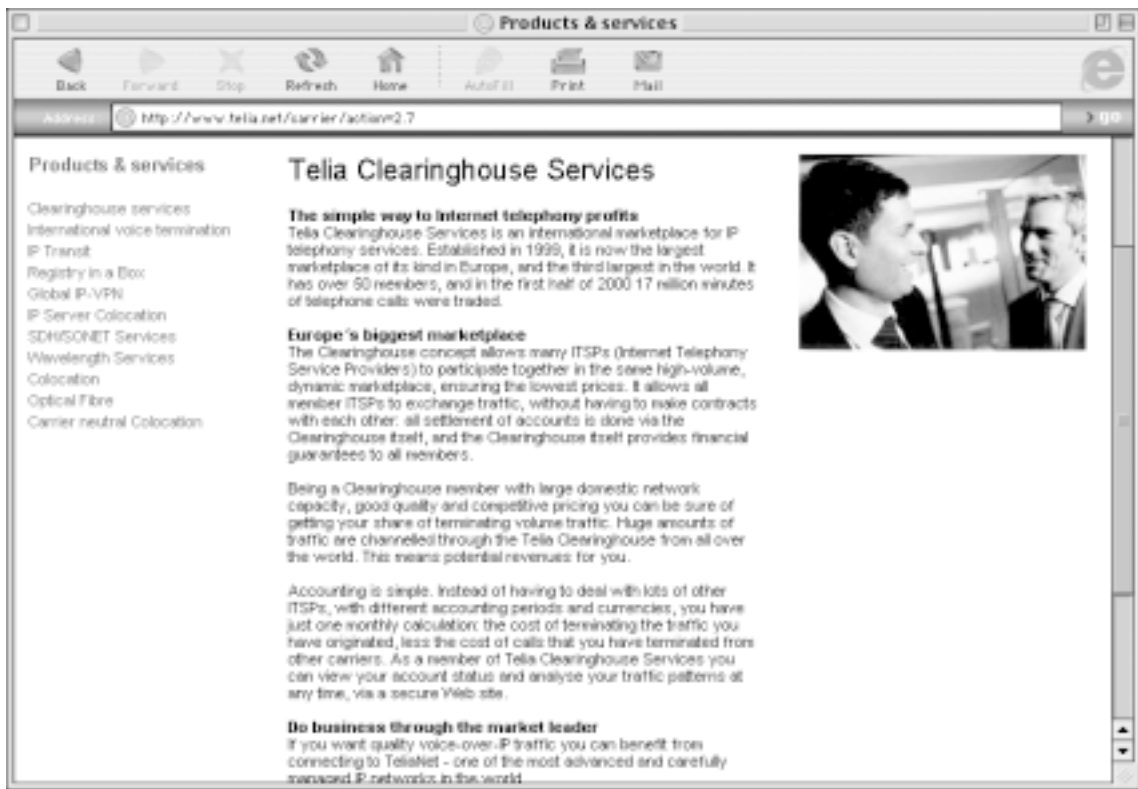 Products & services
Back Forward Stop Refresh Home AutoFill Print Mail
Address http://www.telia.net/carrier/action=2.7 go
Products & services
Clearinghouse services
International voice termination
IP Transit
Registry in a Box
Global IP-VPN
IP Server Colocation
SDH/SONET Services
Wavelength Services
Colocation
Optical Fibre
Carrier neutral Colocation
Telia Clearinghouse Services
The simple way to Internet telephony profits
Telia Clearinghouse Services is an international marketplace for IP
telephony services. Established in 1999, it is now the largest
marketplace of its kind in Europe, and the third largest in the world. It
has over 50 members, and in the first half of 2000 17 million minutes
of telephone calls were traded.
Europe´s biggest marketplace
The Clearinghouse concept allows many ITSPs (Internet Telephony
Service Providers) to participate together in the same high-volume,
dynamic marketplace, ensuring the lowest prices. It allows all
member ITSPs to exchange traffic, without having to make contracts
with each other: all settlement of accounts is done via the
Clearinghouse itself, and the Clearinghouse itself provides financial
guarantees to all members.
Being a Clearinghouse member with large domestic network
capacity, good quality and competitive pricing you can be sure of
getting your share of terminating volume traffic. Huge amounts of
traffic are channelled through the Telia Clearinghouse from all over
the world. This means potential revenues for you.
Accounting is simple. Instead of having to deal with lots of other
ITSPs, with different accounting periods and currencies, you have
just one monthly calculation: the cost of terminating the traffic you
have originated, less the cost of calls that you have terminated from
other carriers. As a member of Telia Clearinghouse Services you
can view your account status and analyse your traffic patterns at
any time, via a secure Web site.
Do business through the market leader
If you want quality voice-over-IP traffic you can benefit from
connecting to TeliaNet - one of the most advanced and carefully
managed IP networks in the world